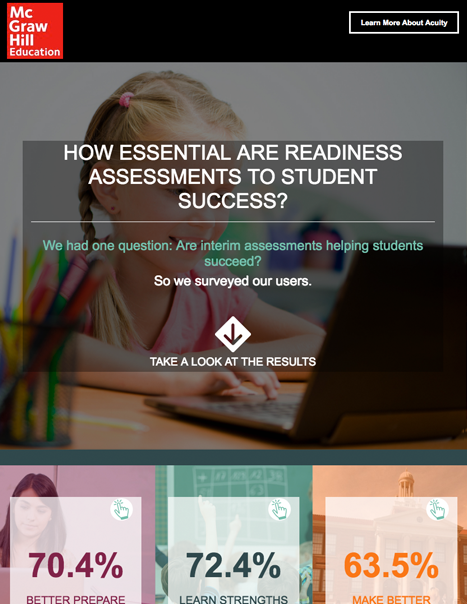 Mc
Graw
Hill
Education
Learn More About Acuity
HOW ESSENTIAL ARE READINESS
ASSESSMENTS TO STUDENT
SUCCESS?
We had one question: Are interim assessments helping students
succeed?
So we surveyed our users.
TAKE A LOOK AT THE RESULTS
70.4%
72.4%
63.5%
BETTER PREPARE
LEARN STRENGTHS
MAKE BETTER